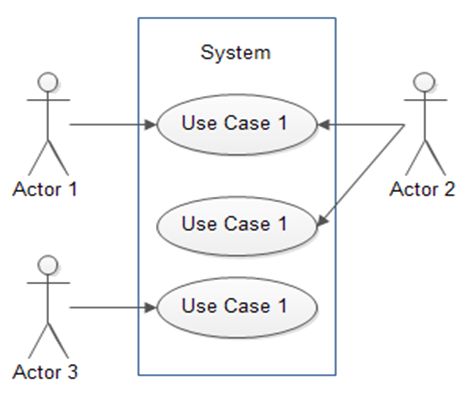 System
Use Case 1
Actor 1
Actor 2
Use Case 1
Use Case 1
Actor 3